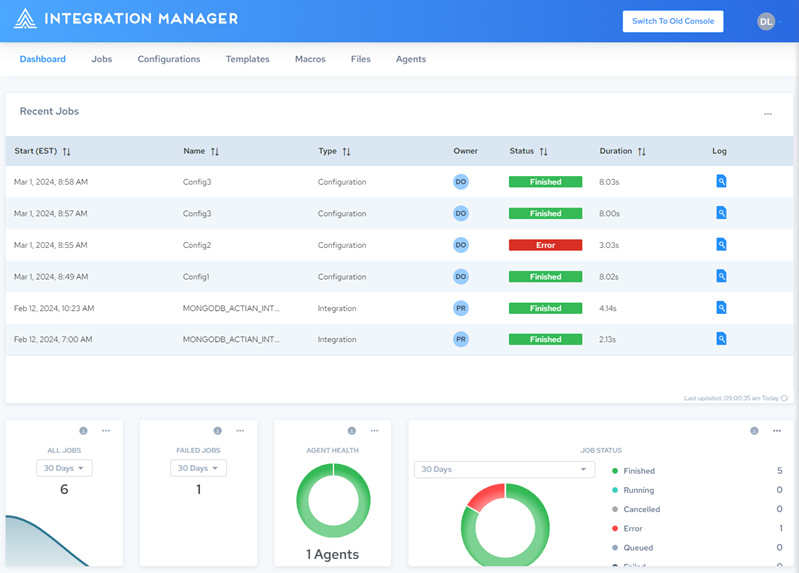 INTEGRATION MANAGER
Switch To Old Console
DL
Dashboard Jobs Configurations Templates Macros Files Agents
Recent Jobs
Start (EST) Name Type Owner Status Duration Log
Mar 1, 2024, 8:58 AM Config3 Configuration DO Finished 8.03s
Mar 1, 2024, 8:57 AM Config3 Configuration DO Finished 8.00s
Mar 1, 2024, 8:55 AM Config2 Configuration DO Error 3.03s
Mar 1, 2024, 8:49 AM Config1 Configuration DO Finished 8.02s
Feb 12, 2024, 10:23 AM MONGODB_ACTIAN_INT... Integration PR Finished 4.14s
Feb 12, 2024, 7:00 AM MONGODB_ACTIAN_INT... Integration PR Finished 2.13s
Last updated: 09:00:35 am Today
ALL JOBS
30 Days
6
FAILED JOBS
30 Days
1
AGENT HEALTH
1 Agents
JOB STATUS
30 Days
Finished 5
Running 0
Cancelled 0
Error 1
Queued 0
Failed 0